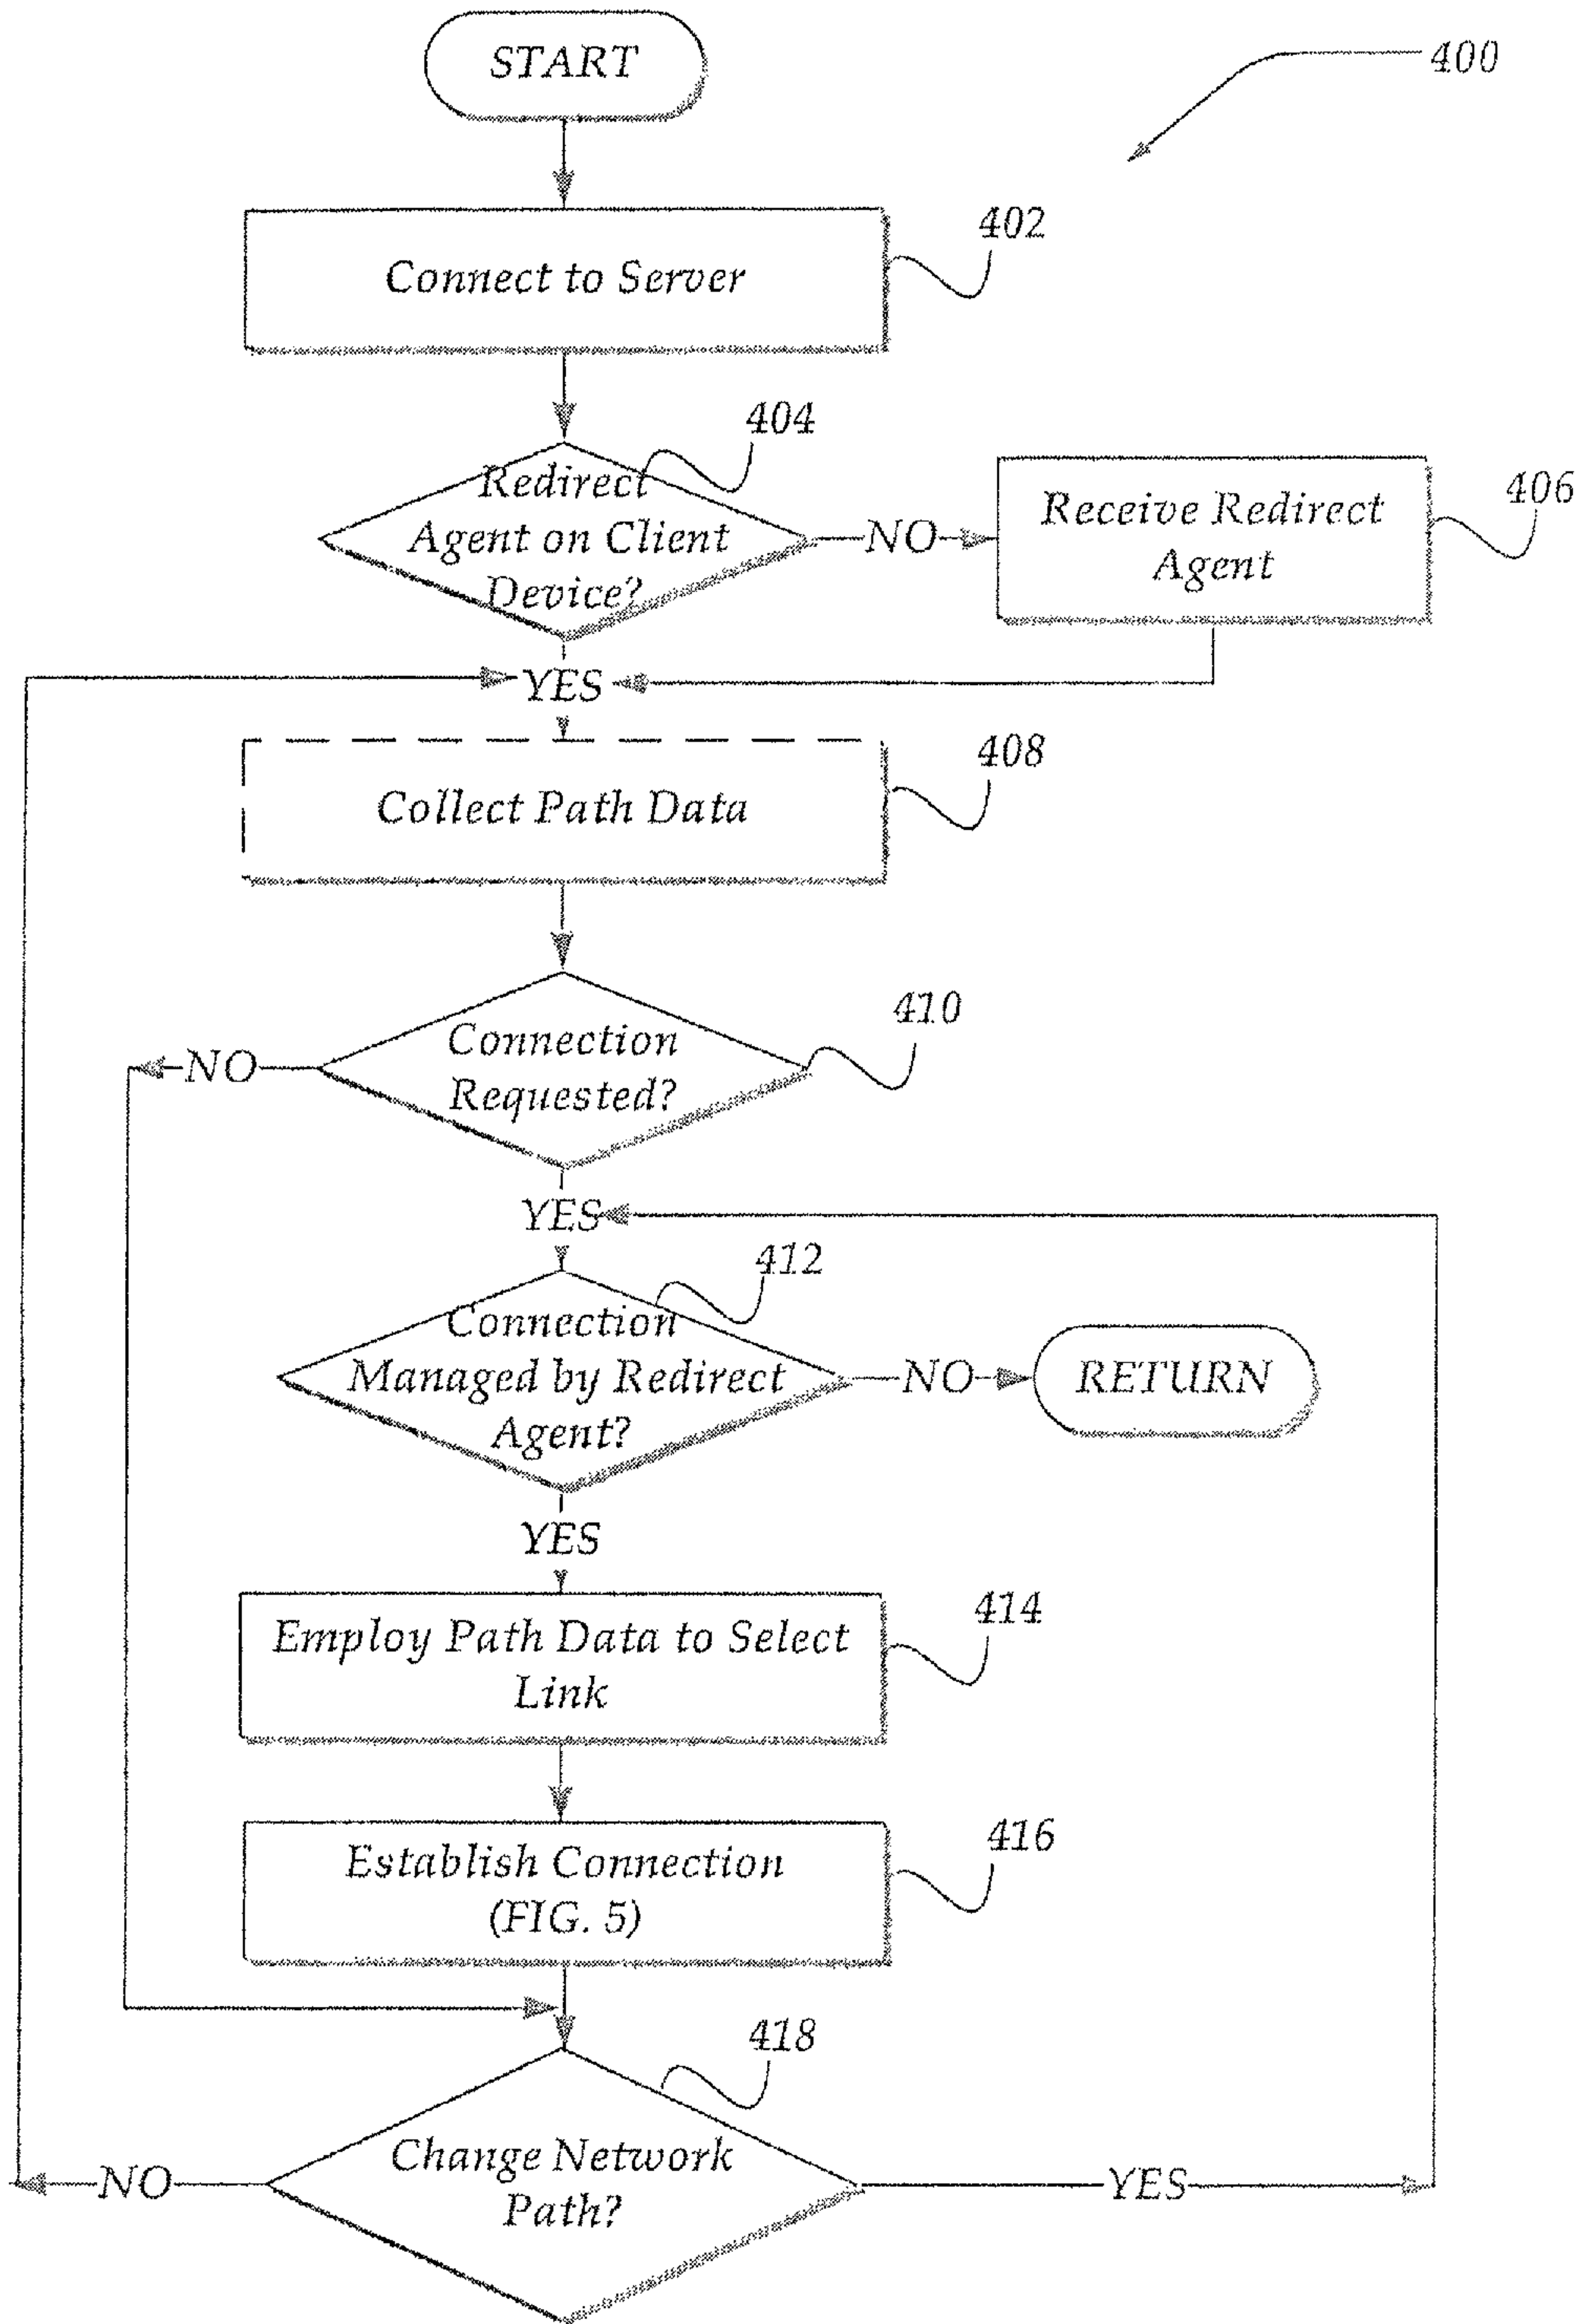 START
400
402
Connect to Server
404
Redirect
Agent on Client
Device?
NO
Receive Redirect
Agent
406
YES
408
Collect Path Data
410
Connection
Requested?
NO
YES
412
Connection
Managed by Redirect
Agent?
NO
RETURN
YES
414
Employ Path Data to Select
Link
416
Establish Connection
(FIG. 5)
418
Change Network
Path?
NO
YES